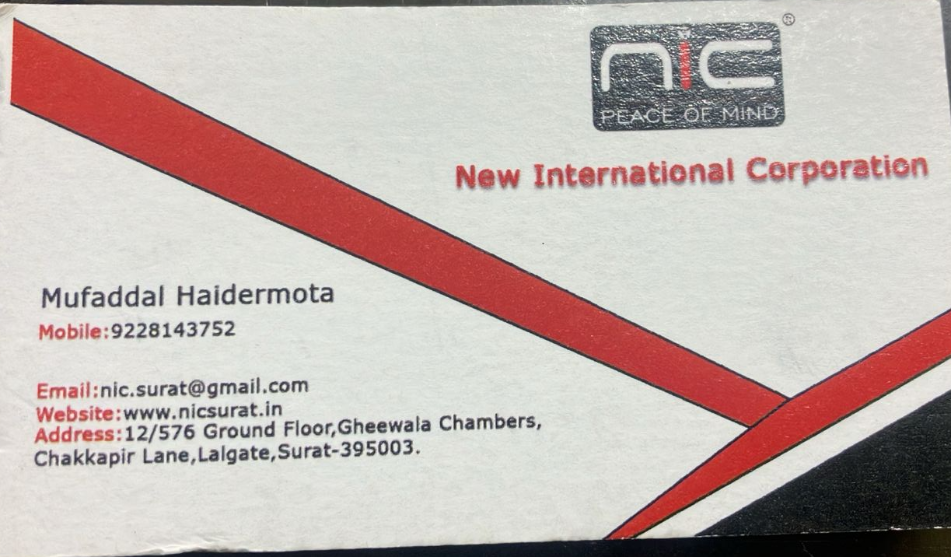 nic®
PEACE OF MIND
New International Corporation
Mufaddal Haidermota
Mobile:9228143752
Email:nic.surat@gmail.com
Website:www.nicsurat.in
Address:12/576 Ground Floor,Gheewala Chambers,
Chakkapir Lane,Lalgate,Surat-395003.